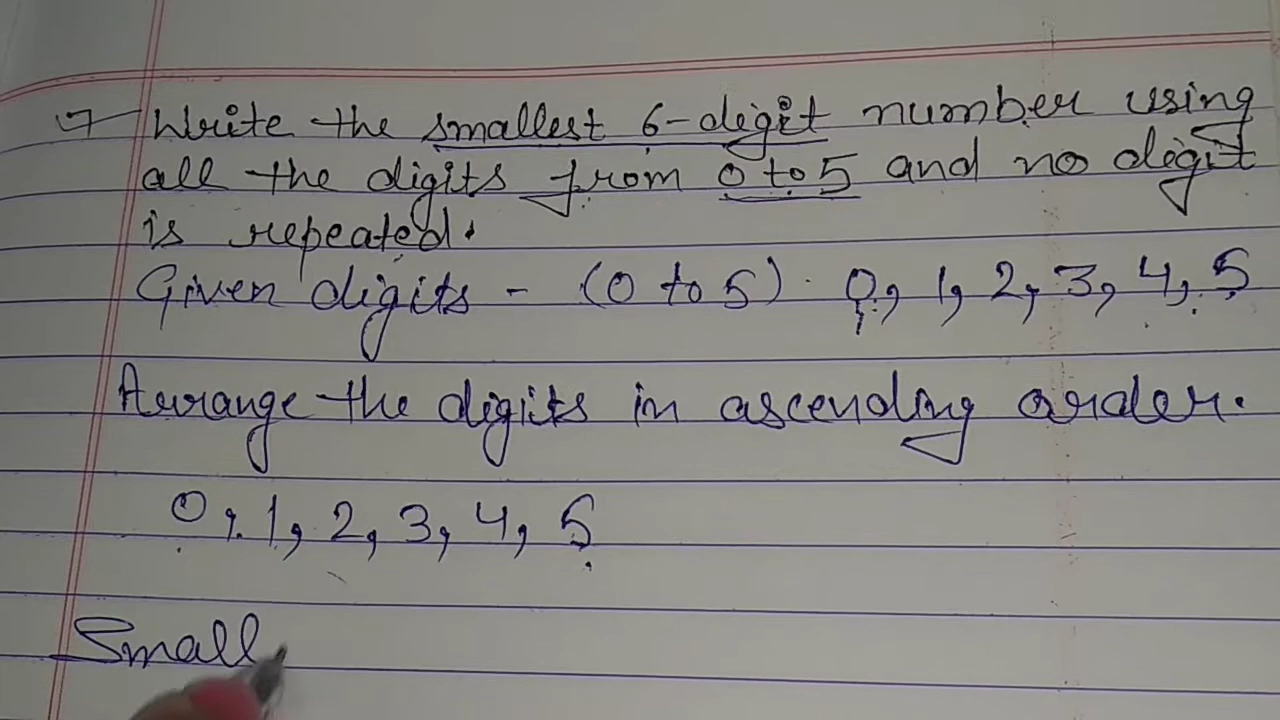 7 Write the smallest 6-digit number using
all the digits from 0 to 5 and no digit
is repeated.
Given digits - (0 to 5). 0, 1, 2, 3, 4, 5
Arrange the digits in ascending order.
0, 1, 2, 3, 4, 5
Small